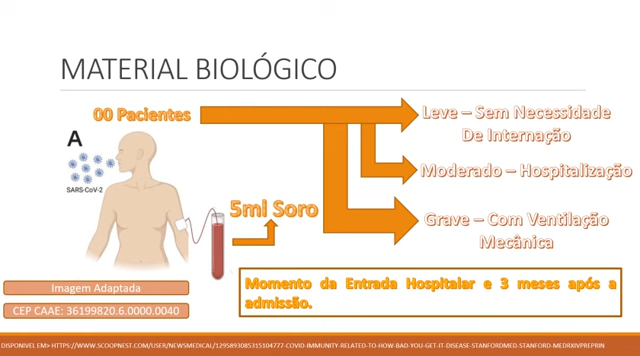 MATERIAL BIOLÓGICO
00 Pacientes
A
SARS-CoV-2
5ml Soro
Leve – Sem Necessidade
De Internação
Moderado – Hospitalização
Grave – Com Ventilação
Mecânica
Imagem Adaptada
CEP CAAE: 36199820.6.0000.0040
Momento da Entrada Hospitalar e 3 meses após a
admissão.
DISPONIVEL EM> HTTPS://WWW.SCOOPNEST.COM/USER/NEWSMEDICAL/1295893085315104777-COVID-IMMUNITY-RELATED-TO-HOW-BAD-YOU-GET-IT-DISEASE-STANFORDMED-STANFORD-MEDRXIVPREPRIN